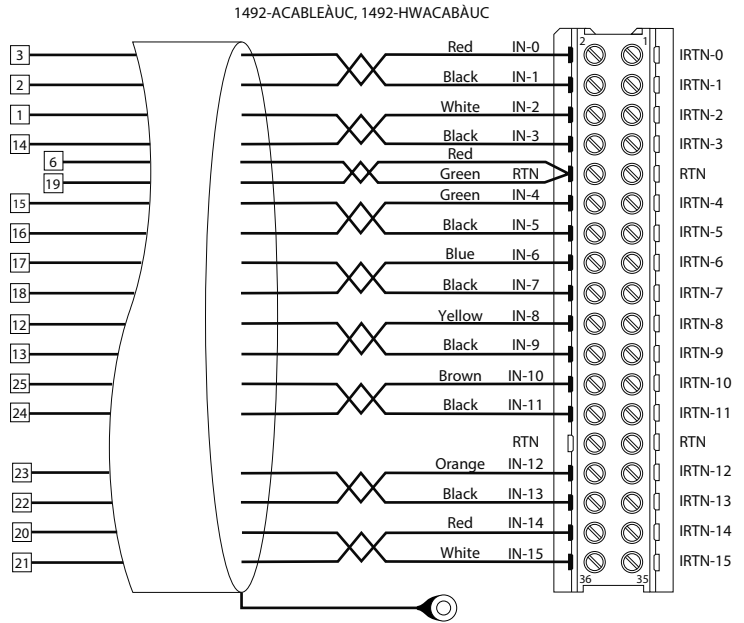 1492-ACABLEÀUC, 1492-HWACABÀUC
2 1
3 Red IN-0 IRTN-0
2 Black IN-1 IRTN-1
1 White IN-2 IRTN-2
14 Black IN-3 IRTN-3
6 Red
19 Green RTN RTN
15 Green IN-4 IRTN-4
16 Black IN-5 IRTN-5
17 Blue IN-6 IRTN-6
18 Black IN-7 IRTN-7
12 Yellow IN-8 IRTN-8
13 Black IN-9 IRTN-9
25 Brown IN-10 IRTN-10
24 Black IN-11 IRTN-11
RTN RTN
23 Orange IN-12 IRTN-12
22 Black IN-13 IRTN-13
20 Red IN-14 IRTN-14
21 White IN-15 IRTN-15
36 35